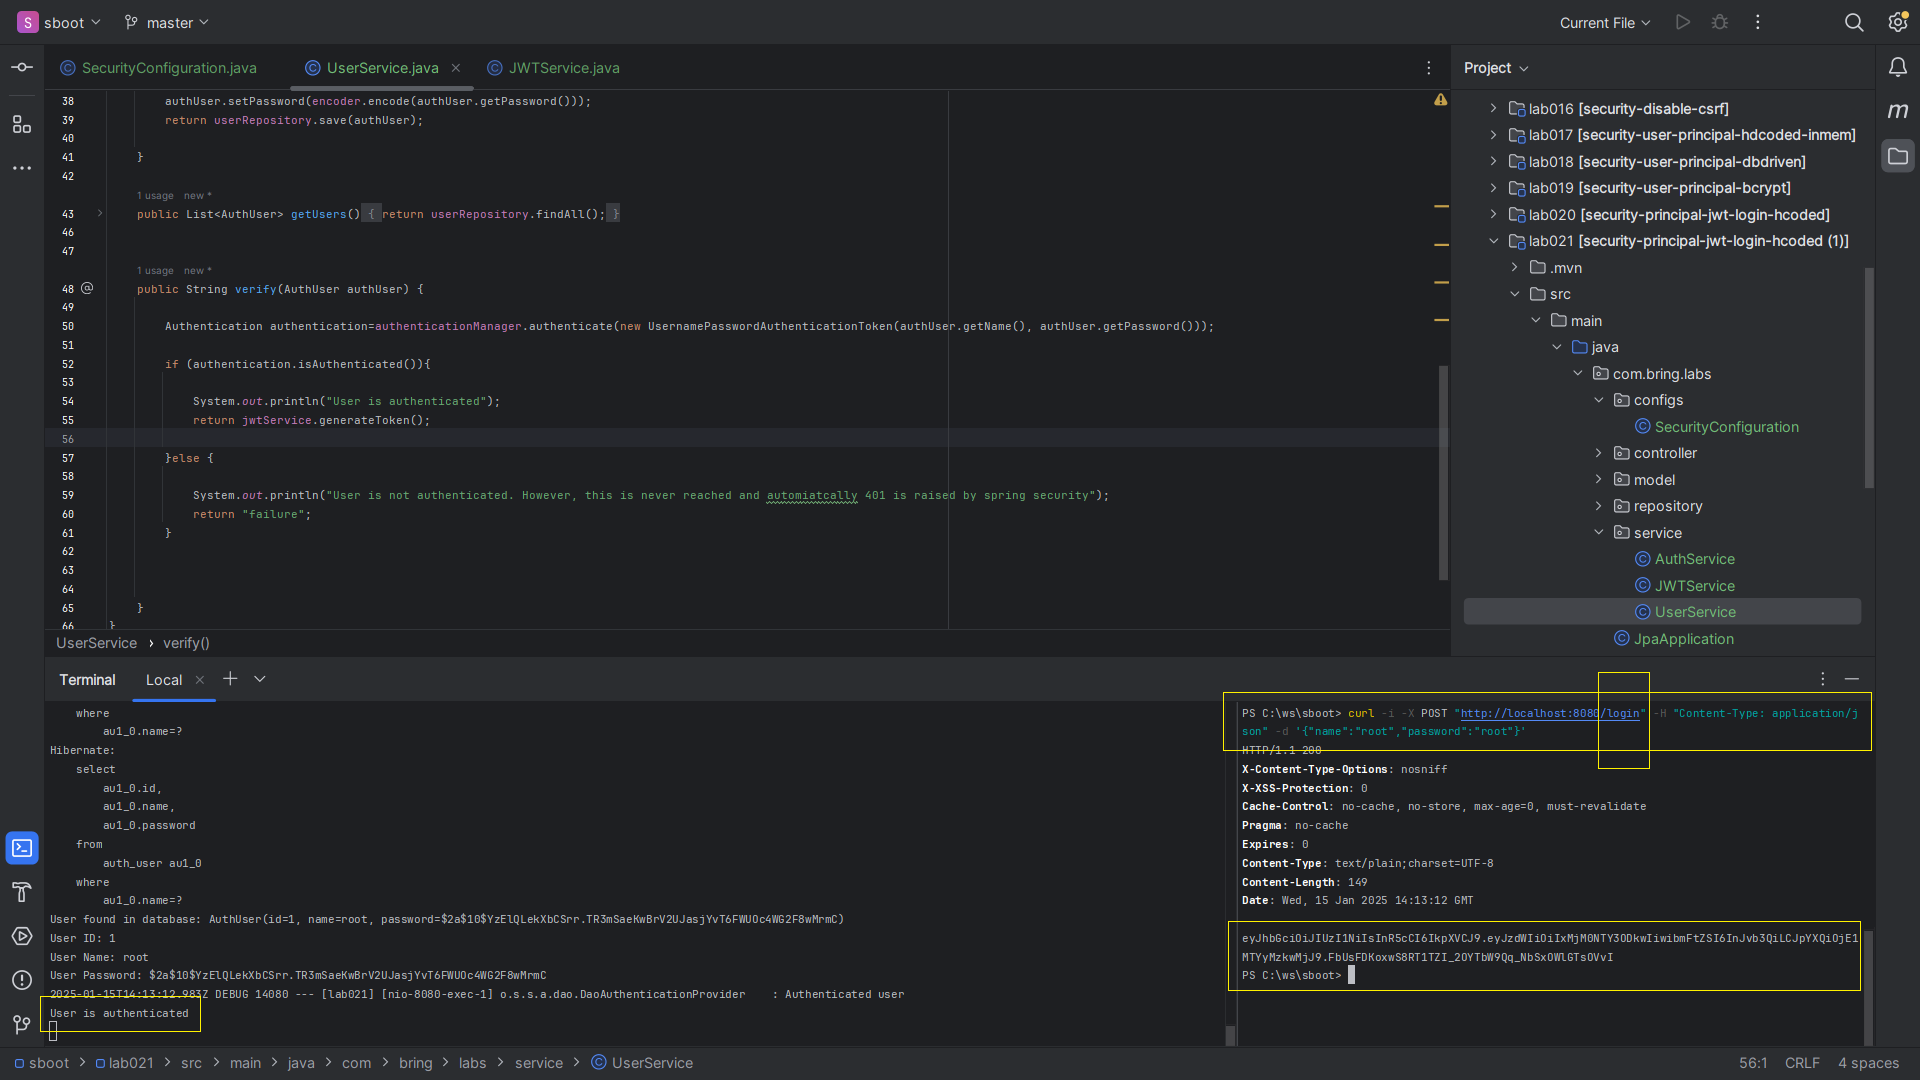 S sboot master Current File
SecurityConfiguration.java UserService.java JWTService.java
38 authUser.setPassword(encoder.encode(authUser.getPassword()));
39 return userRepository.save(authUser);
40
41 }
42
1 usage new *
43 public List<AuthUser> getUsers() { return userRepository.findAll(); }
46
47
1 usage new *
48 @ public String verify(AuthUser authUser) {
49
50 Authentication authentication=authenticationManager.authenticate(new UsernamePasswordAuthenticationToken(authUser.getName(), authUser.getPassword()));
51
52 if (authentication.isAuthenticated()){
53
54 System.out.println("User is authenticated");
55 return jwtService.generateToken();
56
57 }else {
58
59 System.out.println("User is not authenticated. However, this is never reached and automiatcally 401 is raised by spring security");
60 return "failure";
61 }
62
63
64
65 }
66 }
UserService › verify()
Project
lab016 [security-disable-csrf]
lab017 [security-user-principal-hdcoded-inmem]
lab018 [security-user-principal-dbdriven]
lab019 [security-user-principal-bcrypt]
lab020 [security-principal-jwt-login-hcoded]
lab021 [security-principal-jwt-login-hcoded (1)]
.mvn
src
main
java
com.bring.labs
configs
SecurityConfiguration
controller
model
repository
service
AuthService
JWTService
UserService
JpaApplication
m
Terminal Local
where
au1_0.name=?
Hibernate:
select
au1_0.id,
au1_0.name,
au1_0.password
from
auth_user au1_0
where
au1_0.name=?
User found in database: AuthUser(id=1, name=root, password=$2a$10$YzElQLekXbCSrr.TR3mSaeKwBrV2UJasjYvT6FWUOc4WG2F8wMrmC)
User ID: 1
User Name: root
User Password: $2a$10$YzElQLekXbCSrr.TR3mSaeKwBrV2UJasjYvT6FWUOc4WG2F8wMrmC
2025-01-15T14:13:12.983Z DEBUG 14080 --- [lab021] [nio-8080-exec-1] o.s.s.a.dao.DaoAuthenticationProvider : Authenticated user
User is authenticated
PS C:\ws\sboot> curl -i -X POST "http://localhost:8080/login" -H "Content-Type: application/j
son" -d '{"name":"root","password":"root"}'
HTTP/1.1 200
X-Content-Type-Options: nosniff
X-XSS-Protection: 0
Cache-Control: no-cache, no-store, max-age=0, must-revalidate
Pragma: no-cache
Expires: 0
Content-Type: text/plain;charset=UTF-8
Content-Length: 149
Date: Wed, 15 Jan 2025 14:13:12 GMT
eyJhbGciOiJIUzI1NiIsInR5cCI6IkpXVCJ9.eyJzdWIiOiIxMjM0NTY3ODkwIiwibmFtZSI6InJvb3QiLCJpYXQiOjE1
MTYyMzkwMjJ9.FbUsFDKoxwS8RT1TZI_2OYTbW9Qq_NbSxOWlGTsOVvI
PS C:\ws\sboot>
sboot > lab021 > src > main > java > com > bring > labs > service > UserService 56:1 CRLF 4 spaces